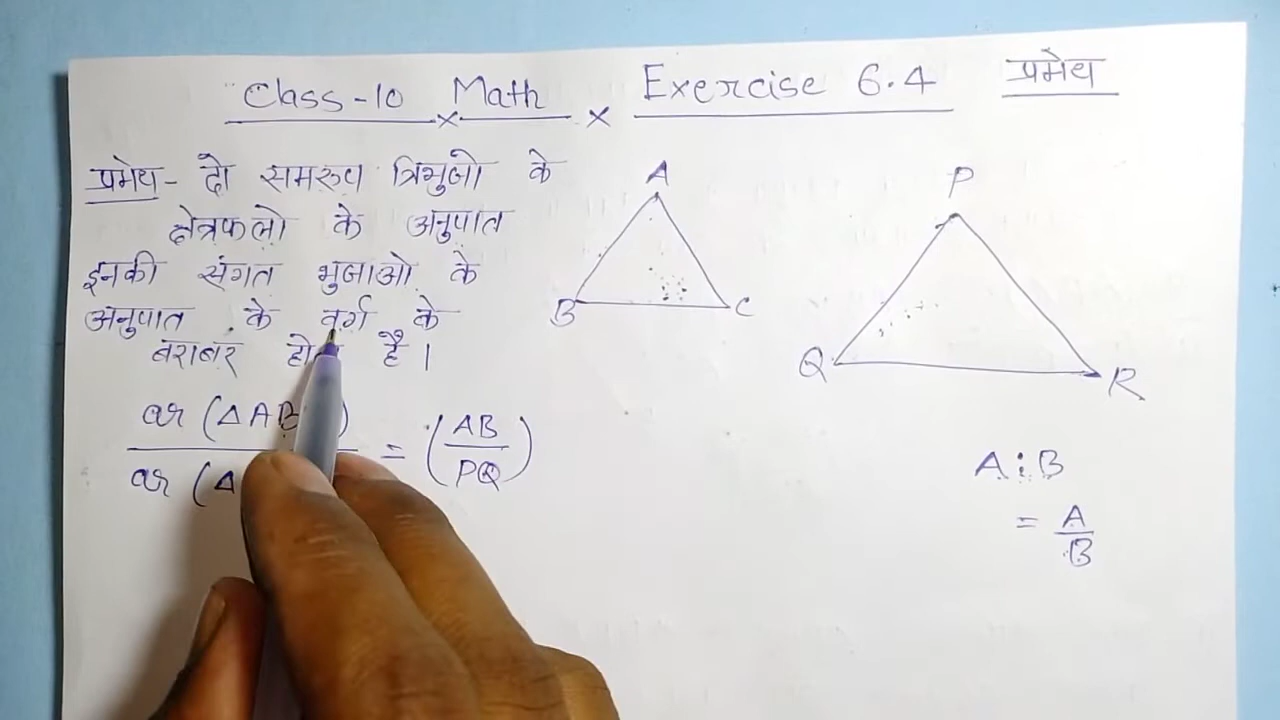 Class-10 Math Exercise 6.4 प्रमेय
प्रमेय- दो समरुप त्रिभुजो के
क्षेत्रफलो के अनुपात
इनकी संगत भुजाओ के
अनुपात के वर्ग के
बराबर है।
ar (Δ AB
ar (Δ
= (AB/PQ)
A
B
C
P
Q
R
A:B
= A/B